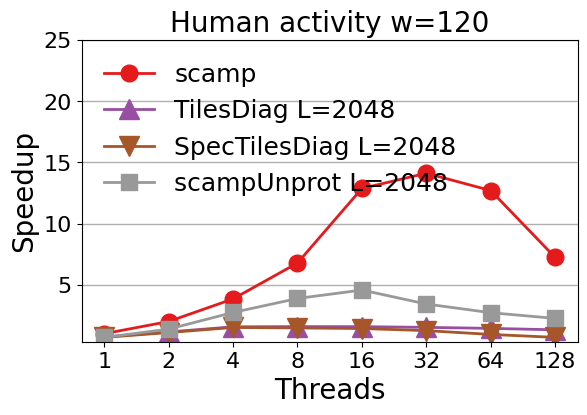 Human activity w=120
25
20
15
10
5
Speedup
scamp
TilesDiag L=2048
SpecTilesDiag L=2048
scampUnprot L=2048
1 2 4 8 16 32 64 128
Threads